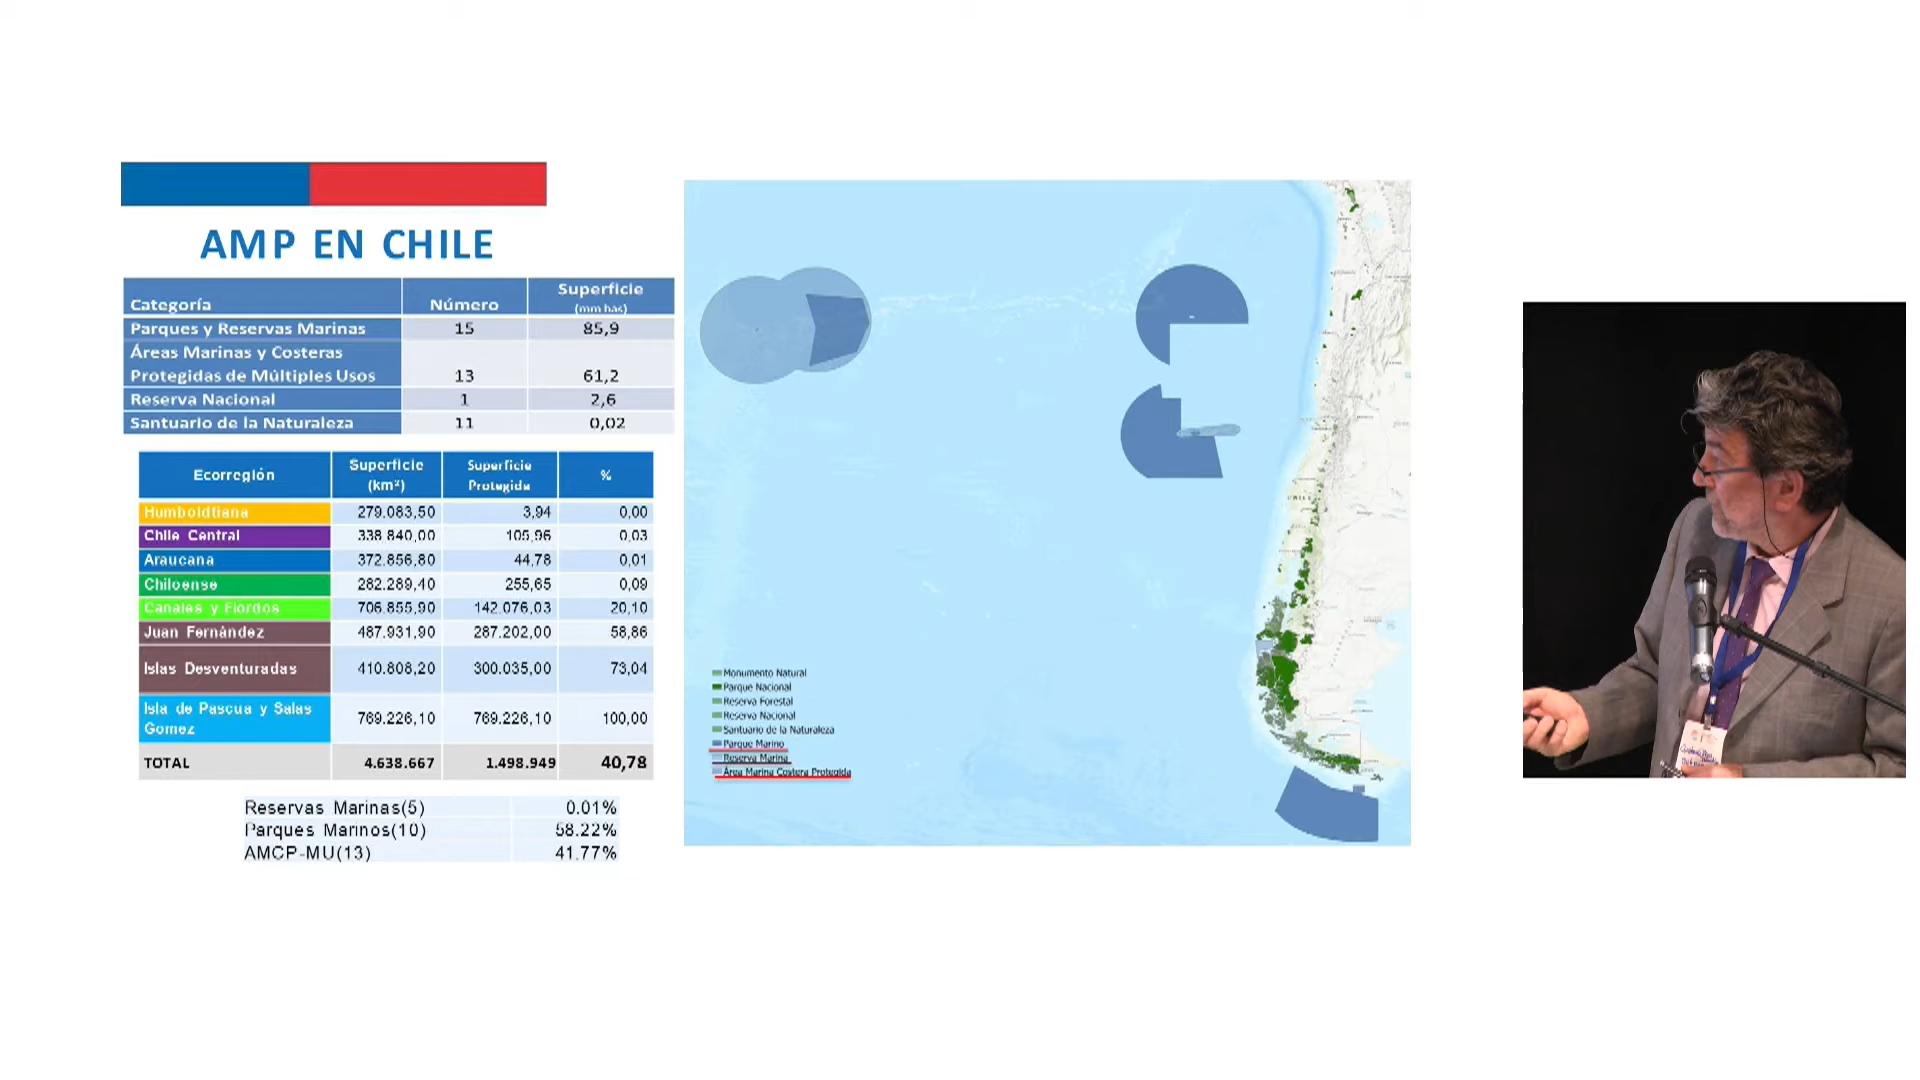 AMP EN CHILE
Categoría Número Superficie
(mm has)
Parques y Reservas Marinas 15 85,9
Áreas Marinas y Costeras
Protegidas de Múltiples Usos 13 61,2
Reserva Nacional 1 2,6
Santuario de la Naturaleza 11 0,02
Ecorregión Superficie (km²) Superficie Protegida %
Humboldtiana 279.083,50 3,94 0,00
Chile Central 338 840,00 105,96 0,03
Araucana 372.856,80 44,78 0,01
Chiloense 282.289,40 255,65 0,09
Canales y Fiordos 706.855,90 142.076,03 20,10
Juan Fernández 487.931,90 287.202,00 58,86
Islas Desventuradas 410.808,20 300.035,00 73,04
Isla de Pascua y Salas
Gomez 769.226,10 769.226,10 100,00
TOTAL 4.638.667 1.498.949 40,78
Reservas Marinas(5) 0.01%
Parques Marinos(10) 58.22%
AMCP-MU(13) 41.77%
Monumento Natural
Parque Nacional
Reserva Forestal
Reserva Nacional
Santuario de la Naturaleza
Parque Marino
Reserva Marina
Área Marina Costera Protegida
CHILE